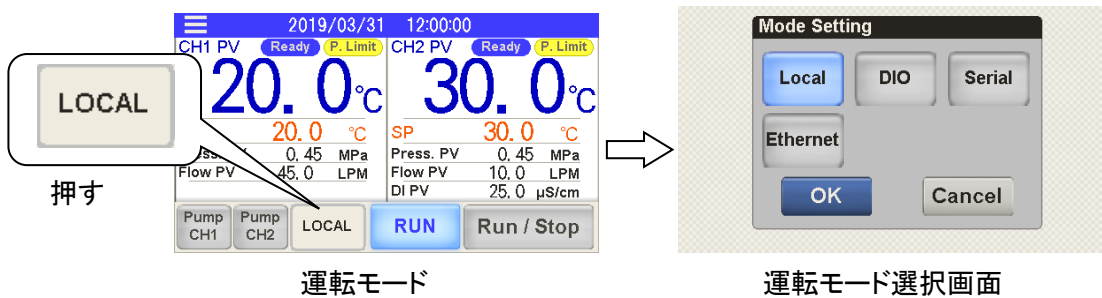 LOCAL
押す
2019/03/31 12:00:00
CH1 PV Ready P. Limit CH2 PV Ready P. Limit
20. 0 ℃ 30. 0 ℃
20. 0 ℃ SP 30. 0 ℃
0. 45 MPa Press. PV 0. 45 MPa
Flow PV 45. 0 LPM Flow PV 10. 0 LPM
DI PV 25. 0 μS/cm
Pump CH1
Pump CH2
LOCAL
RUN
Run / Stop
運転モード
Mode Setting
Local DIO Serial
Ethernet
OK Cancel
運転モード選択画面